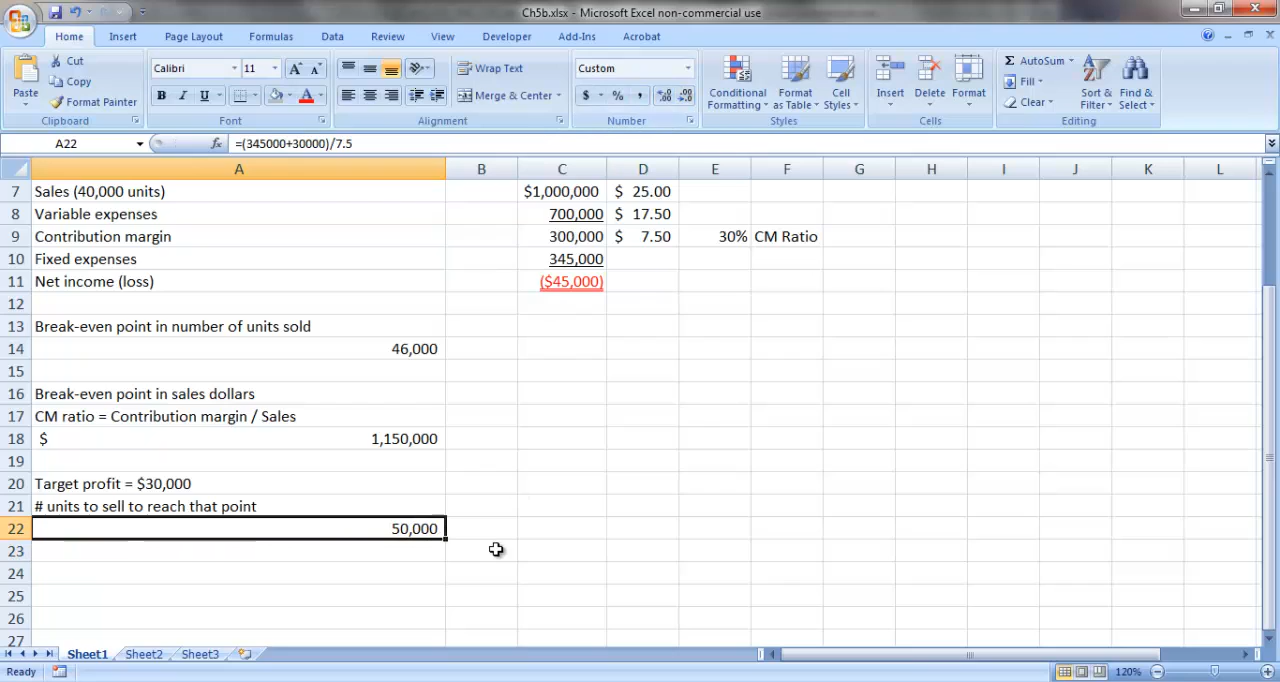 Ch5b.xlsx - Microsoft Excel non-commercial use
Home Insert Page Layout Formulas Data Review View Developer Add-Ins Acrobat
Paste Cut Copy Format Painter Clipboard
Calibri 11 A A B I U A Font
Wrap Text Merge & Center Alignment
Custom $ % , .0 .00 .00 .0 Number
Conditional Formatting Format as Table Cell Styles Styles
Insert Delete Format Cells
Σ AutoSum Fill Clear Sort & Filter Find & Select Editing
A22 fx =(345000+30000)/7.5
A B C D E F G H I J K L
7 Sales (40,000 units) $1,000,000 $ 25.00
8 Variable expenses 700,000 $ 17.50
9 Contribution margin 300,000 $ 7.50 30% CM Ratio
10 Fixed expenses 345,000
11 Net income (loss) ($45,000)
12
13 Break-even point in number of units sold
14 46,000
15
16 Break-even point in sales dollars
17 CM ratio = Contribution margin / Sales
18 $ 1,150,000
19
20 Target profit = $30,000
21 # units to sell to reach that point
22 50,000
23
24
25
26
27
Sheet1 Sheet2 Sheet3
Ready 120%